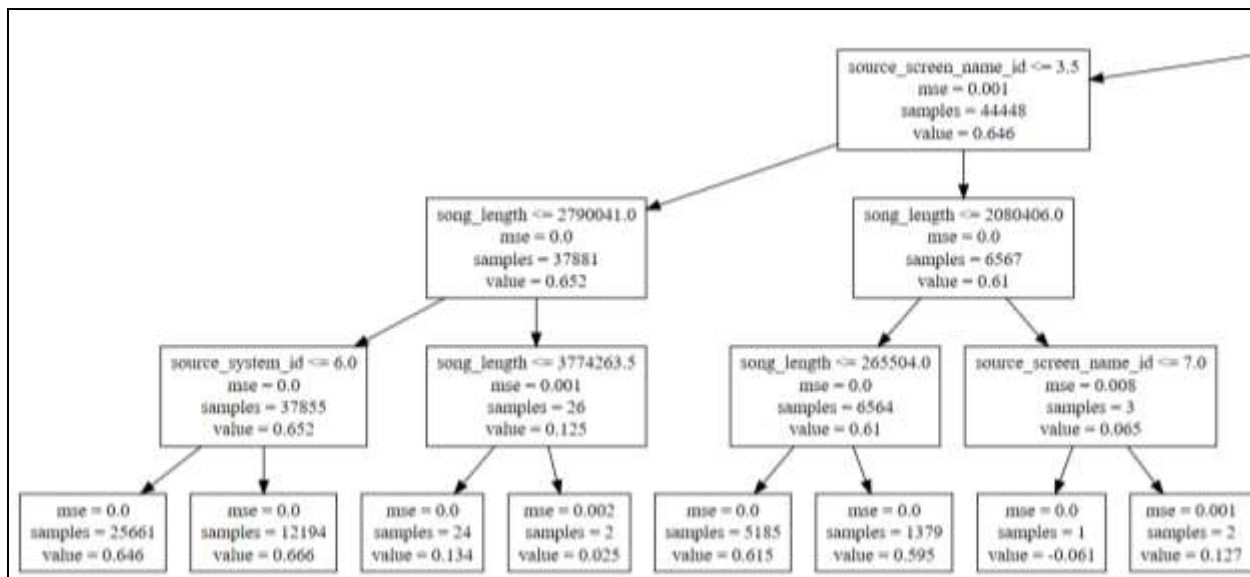 source_screen_name_id <= 3.5
mse = 0.001
samples = 44448
value = 0.646
song_length <= 2790041.0
mse = 0.0
samples = 37881
value = 0.652
song_length <= 2080406.0
mse = 0.0
samples = 6567
value = 0.61
source_system_id <= 6.0
mse = 0.0
samples = 37855
value = 0.652
song_length <= 3774263.5
mse = 0.001
samples = 26
value = 0.125
song_length <= 265504.0
mse = 0.0
samples = 6564
value = 0.61
source_screen_name_id <= 7.0
mse = 0.008
samples = 3
value = 0.065
mse = 0.0
samples = 25661
value = 0.646
mse = 0.0
samples = 12194
value = 0.666
mse = 0.0
samples = 24
value = 0.134
mse = 0.002
samples = 2
value = 0.025
mse = 0.0
samples = 5185
value = 0.615
mse = 0.0
samples = 1379
value = 0.595
mse = 0.0
samples = 1
value = -0.061
mse = 0.001
samples = 2
value = 0.127